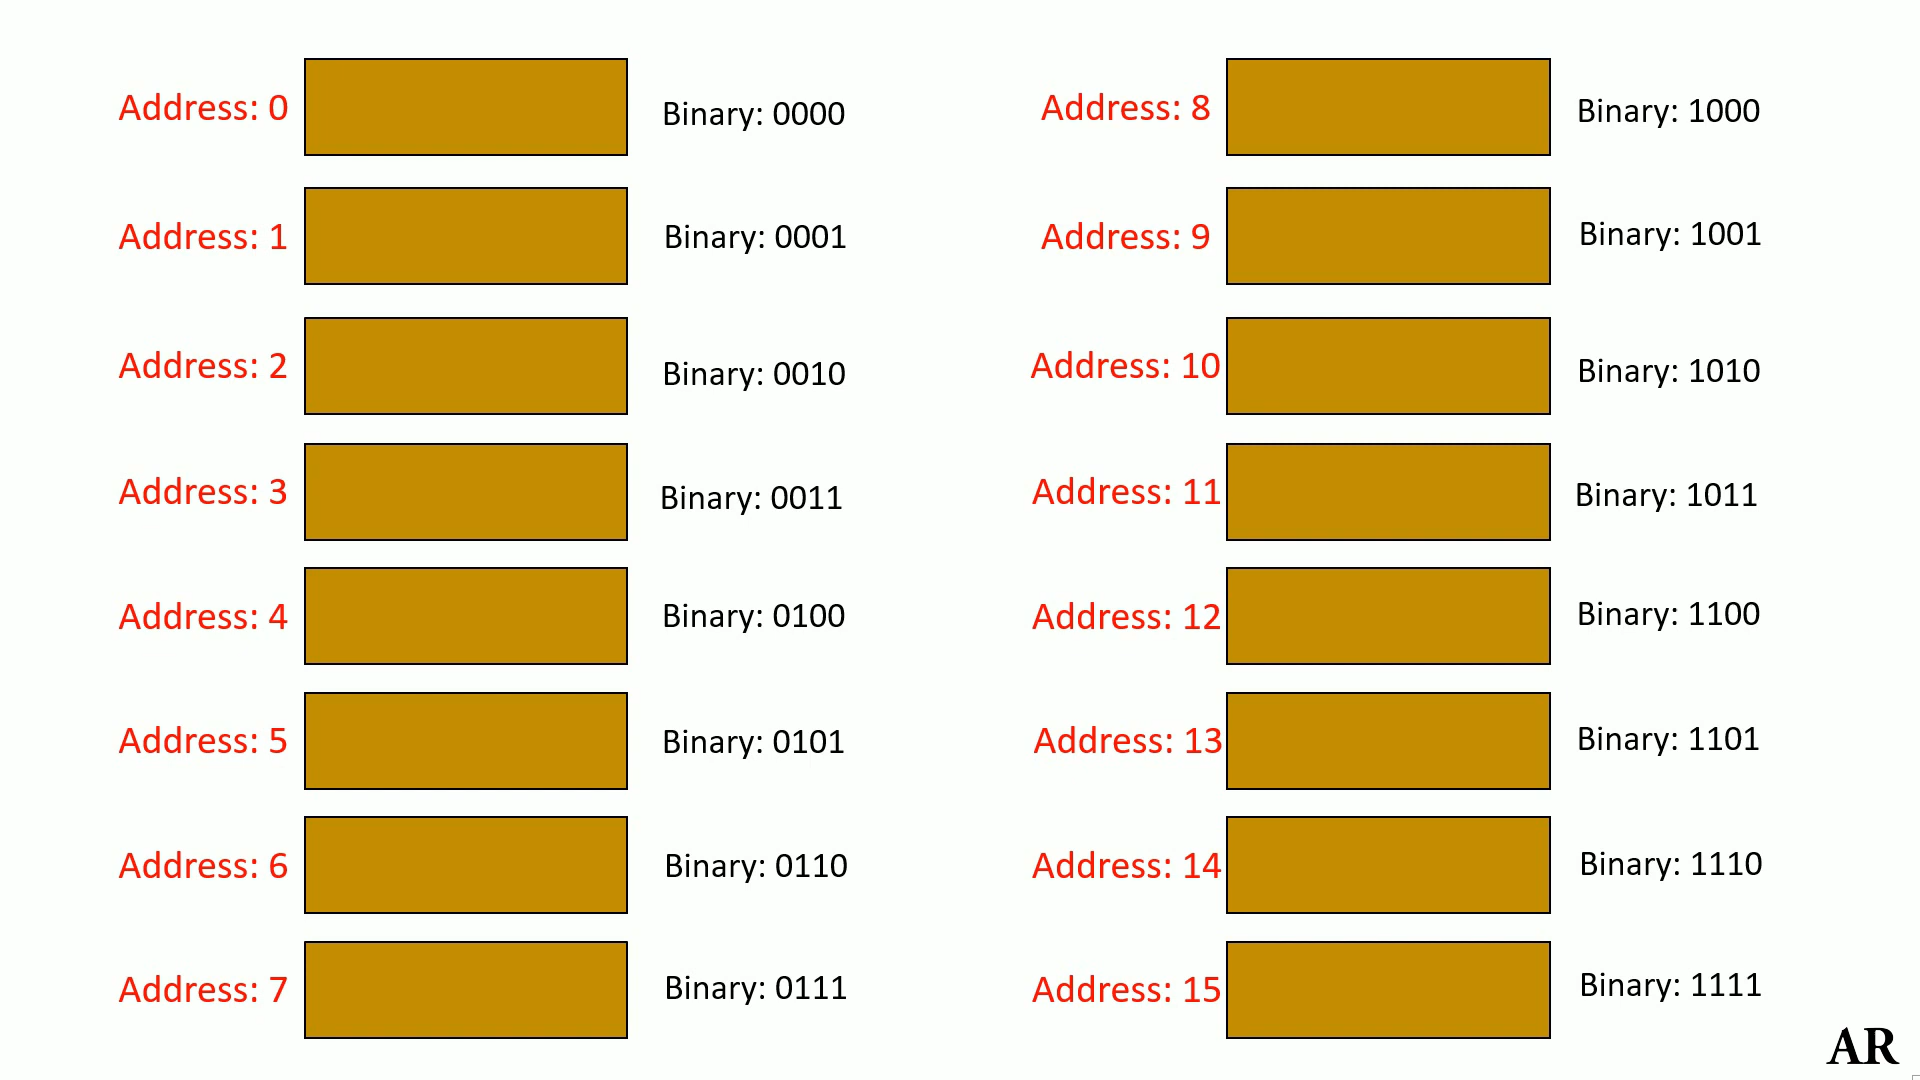 Address: 0
Binary: 0000
Address: 1
Binary: 0001
Address: 2
Binary: 0010
Address: 3
Binary: 0011
Address: 4
Binary: 0100
Address: 5
Binary: 0101
Address: 6
Binary: 0110
Address: 7
Binary: 0111
Address: 8
Binary: 1000
Address: 9
Binary: 1001
Address: 10
Binary: 1010
Address: 11
Binary: 1011
Address: 12
Binary: 1100
Address: 13
Binary: 1101
Address: 14
Binary: 1110
Address: 15
Binary: 1111
AR